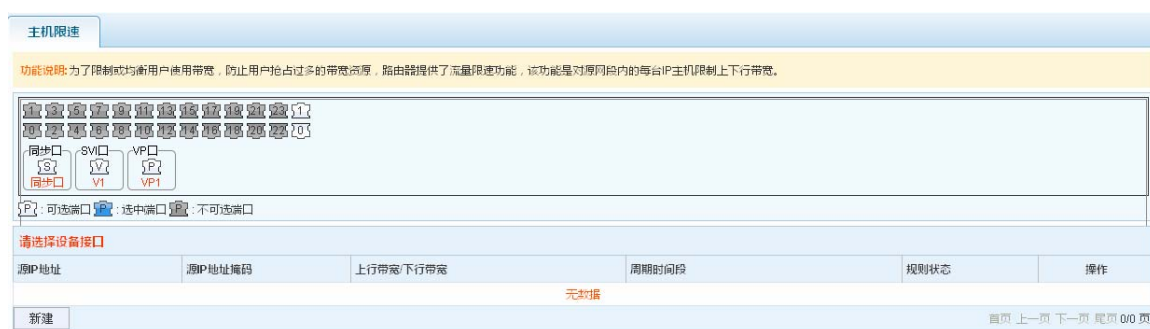 主机限速
功能说明:为了限制或均衡用户使用带宽，防止用户抢占过多的带宽资源，路由器提供了流量限速功能，该功能是对源网段内的每台IP主机限制上下行带宽。
1 3 5 7 9 11 13 15 17 19 21 23 1
0 2 4 6 8 10 12 14 16 18 20 22 0
同步口 SVI口 VP口
S V P
同步口 V1 VP1
P :可选端口 P :选中端口 P :不可选端口
请选择设备接口
源IP地址 源IP地址掩码 上行带宽/下行带宽 周期时间段 规则状态 操作
无数据
新建 首页 上一页 下一页 尾页 0/0 页